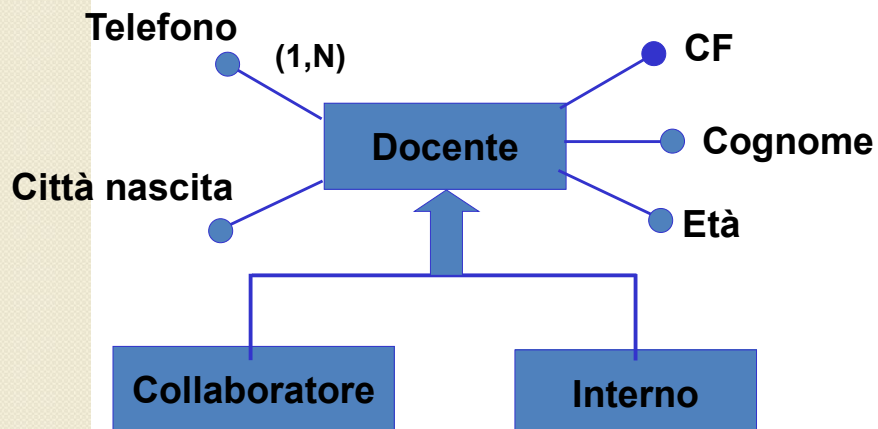 Telefono
(1,N)
CF
Docente
Cognome
Città nascita
Età
Collaboratore
Interno